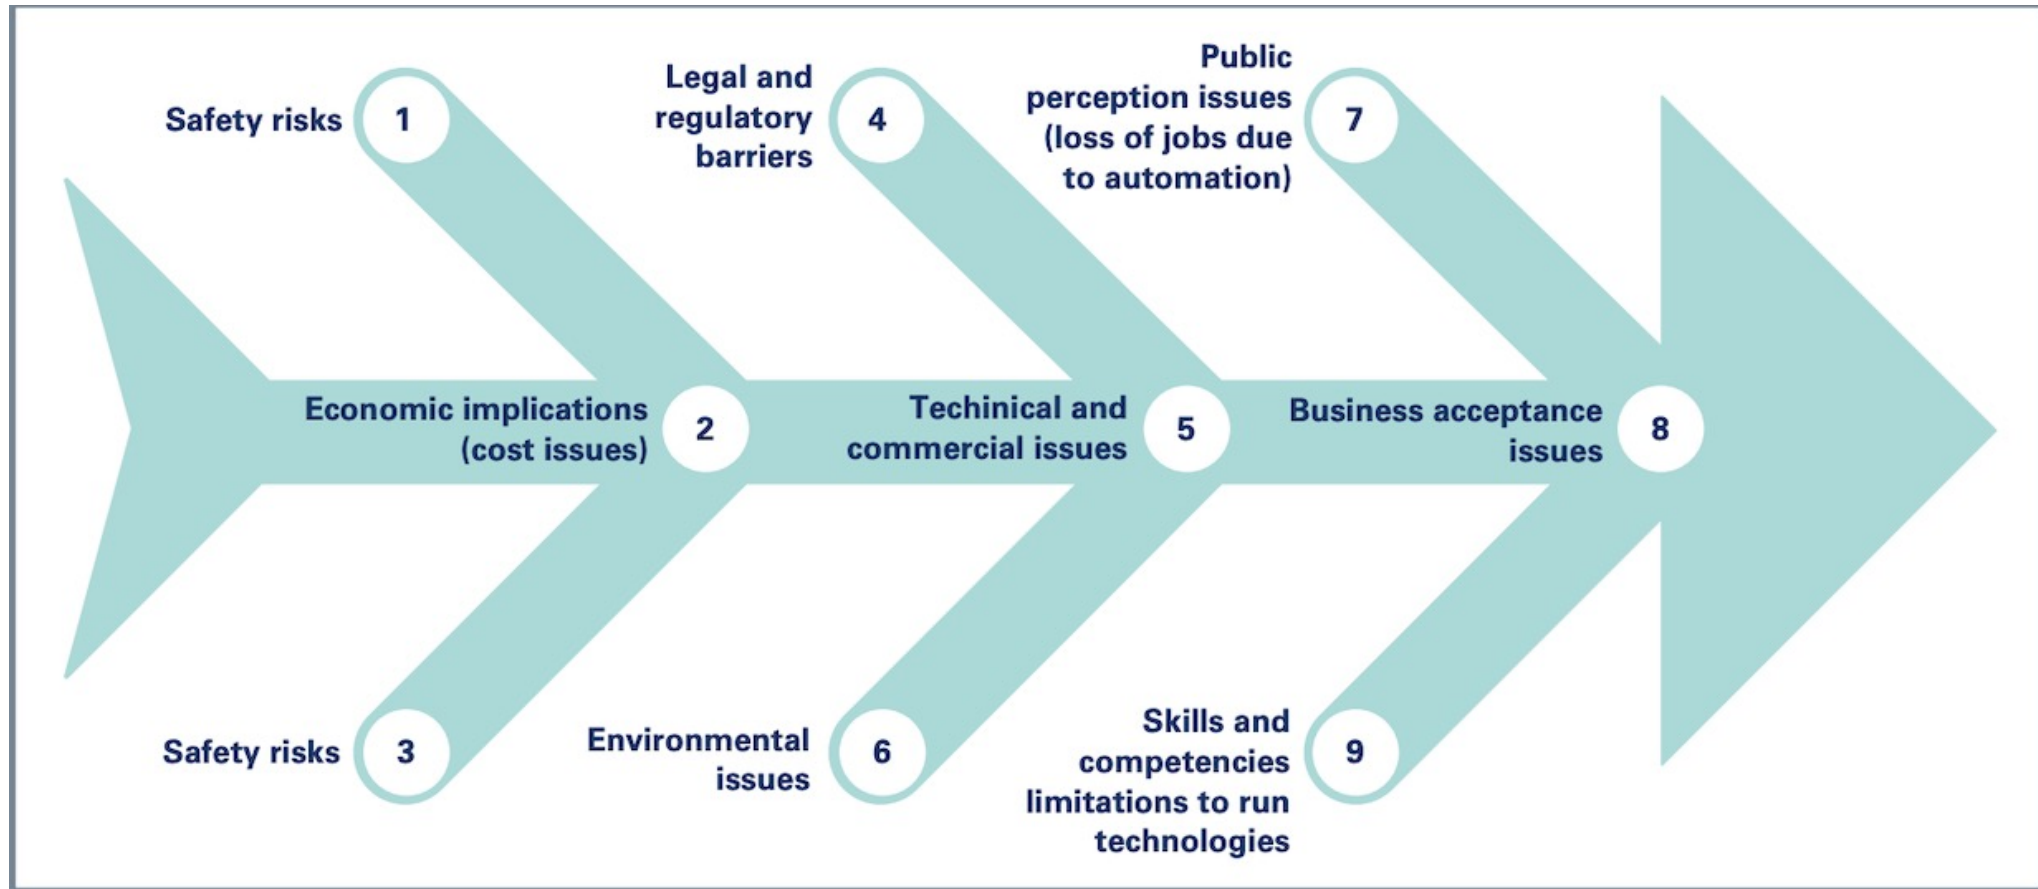 Safety risks
1
Economic implications
(cost issues)
2
Safety risks
3
Legal and
regulatory
barriers
4
Techinical and
commercial issues
5
Environmental
issues
6
Public
perception issues
(loss of jobs due
to automation)
7
Business acceptance
issues
8
Skills and
competencies
limitations to run
technologies
9